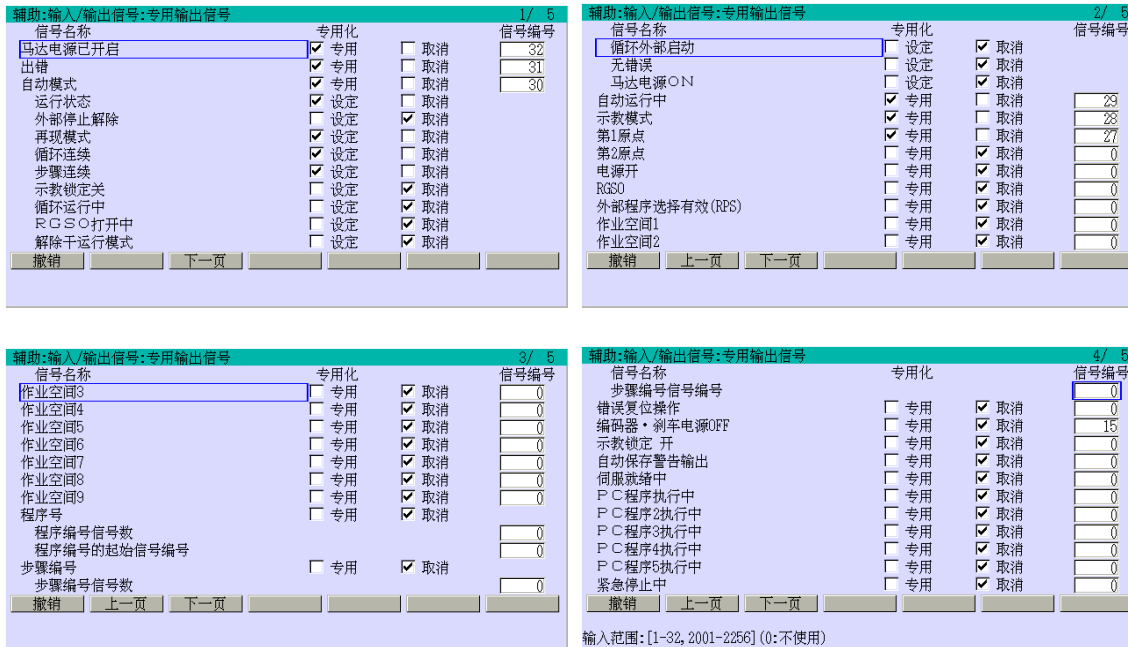 辅助:输入/输出信号:专用输出信号 1/ 5
信号名称 专用化 信号编号
马达电源已开启 专用 取消 32
出错 专用 取消 31
自动模式 专用 取消 30
运行状态 设定 取消
外部停止解除 设定 取消
再现模式 设定 取消
循环连续 设定 取消
步骤连续 设定 取消
示教锁定关 设定 取消
循环运行中 设定 取消
ＲＧＳＯ打开中 设定 取消
解除干运行模式 设定 取消
撤销 下一页
辅助:输入/输出信号:专用输出信号 2/ 5
信号名称 专用化 信号编号
循环外部启动 设定 取消
无错误 设定 取消
马达电源ＯＮ 设定 取消
自动运行中 专用 取消 29
示教模式 专用 取消 28
第1原点 专用 取消 27
第2原点 专用 取消 0
电源开 专用 取消 0
RGSO 专用 取消 0
外部程序选择有效(RPS) 专用 取消 0
作业空间1 专用 取消 0
作业空间2 专用 取消 0
撤销 上一页 下一页
辅助:输入/输出信号:专用输出信号 3/ 5
信号名称 专用化 信号编号
作业空间3 专用 取消 0
作业空间4 专用 取消 0
作业空间5 专用 取消 0
作业空间6 专用 取消 0
作业空间7 专用 取消 0
作业空间8 专用 取消 0
作业空间9 专用 取消 0
程序号 专用 取消
程序编号信号数 0
程序编号的起始信号编号 0
步骤编号 专用 取消
步骤编号信号数 0
撤销 上一页 下一页
辅助:输入/输出信号:专用输出信号 4/ 5
信号名称 专用化 信号编号
步骤编号信号编号 0
错误复位操作 专用 取消 0
编码器・刹车电源OFF 专用 取消 15
示教锁定 开 专用 取消 0
自动保存警告输出 专用 取消 0
伺服就绪中 专用 取消 0
ＰＣ程序执行中 专用 取消 0
ＰＣ程序2执行中 专用 取消 0
ＰＣ程序3执行中 专用 取消 0
ＰＣ程序4执行中 专用 取消 0
ＰＣ程序5执行中 专用 取消 0
紧急停止中 专用 取消 0
撤销 上一页 下一页
输入范围:[1-32,2001-2256](0:不使用)